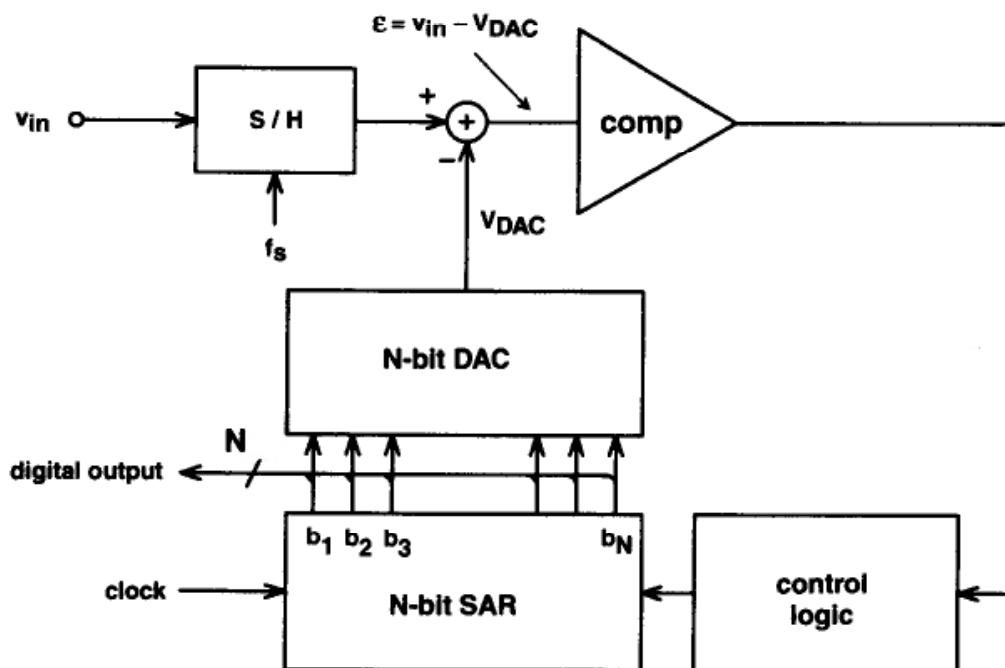 ε = vin – VDAC
vin
S / H
+
+
–
comp
VDAC
fs
N-bit DAC
N
digital output
b1 b2 b3 bN
clock
N-bit SAR
control
logic